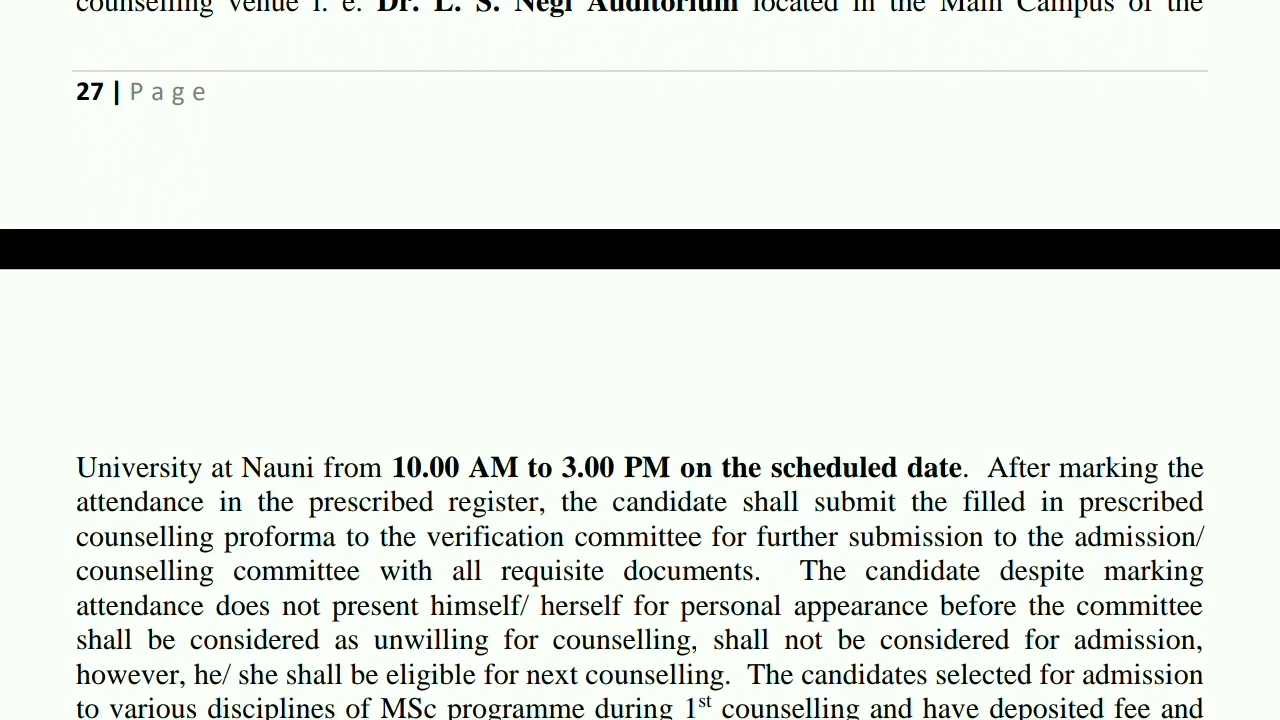 counselling venue i. e. Dr. L. S. Negi Auditorium located in the Main Campus of the
27 | Page
University at Nauni from 10.00 AM to 3.00 PM on the scheduled date. After marking the
attendance in the prescribed register, the candidate shall submit the filled in prescribed
counselling proforma to the verification committee for further submission to the admission/
counselling committee with all requisite documents. The candidate despite marking
attendance does not present himself/ herself for personal appearance before the committee
shall be considered as unwilling for counselling, shall not be considered for admission,
however, he/ she shall be eligible for next counselling. The candidates selected for admission
to various disciplines of MSc programme during 1st counselling and have deposited fee and